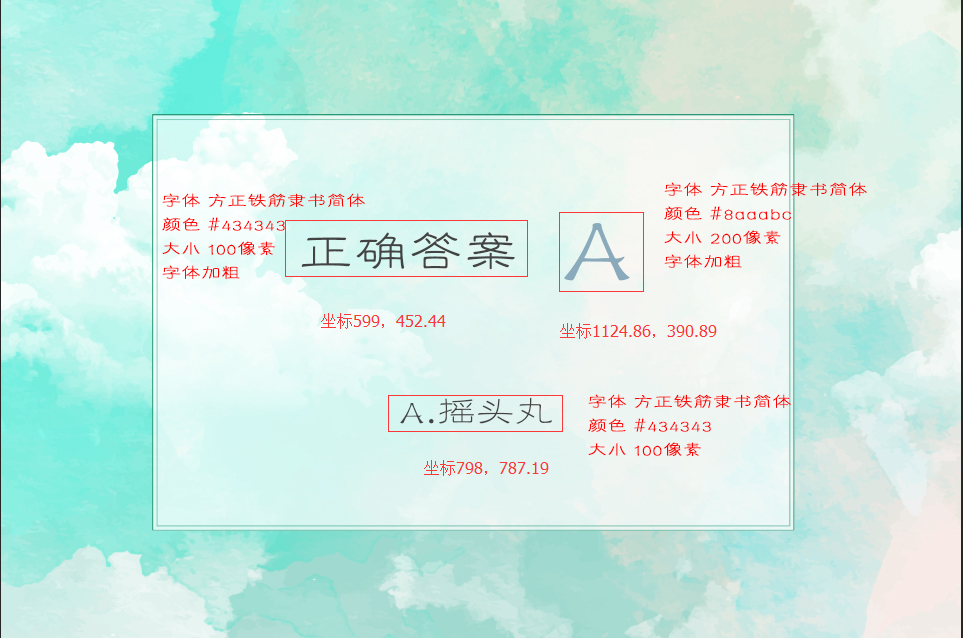 字体 方正铁筋隶书简体
颜色 #434343
大小 100像素
字体加粗
正确答案
坐标599，452.44
字体 方正铁筋隶书简体
颜色 #8aaabc
大小 200像素
字体加粗
A
坐标1124.86，390.89
A.摇头丸
坐标798，787.19
字体 方正铁筋隶书简体
颜色 #434343
大小 100像素